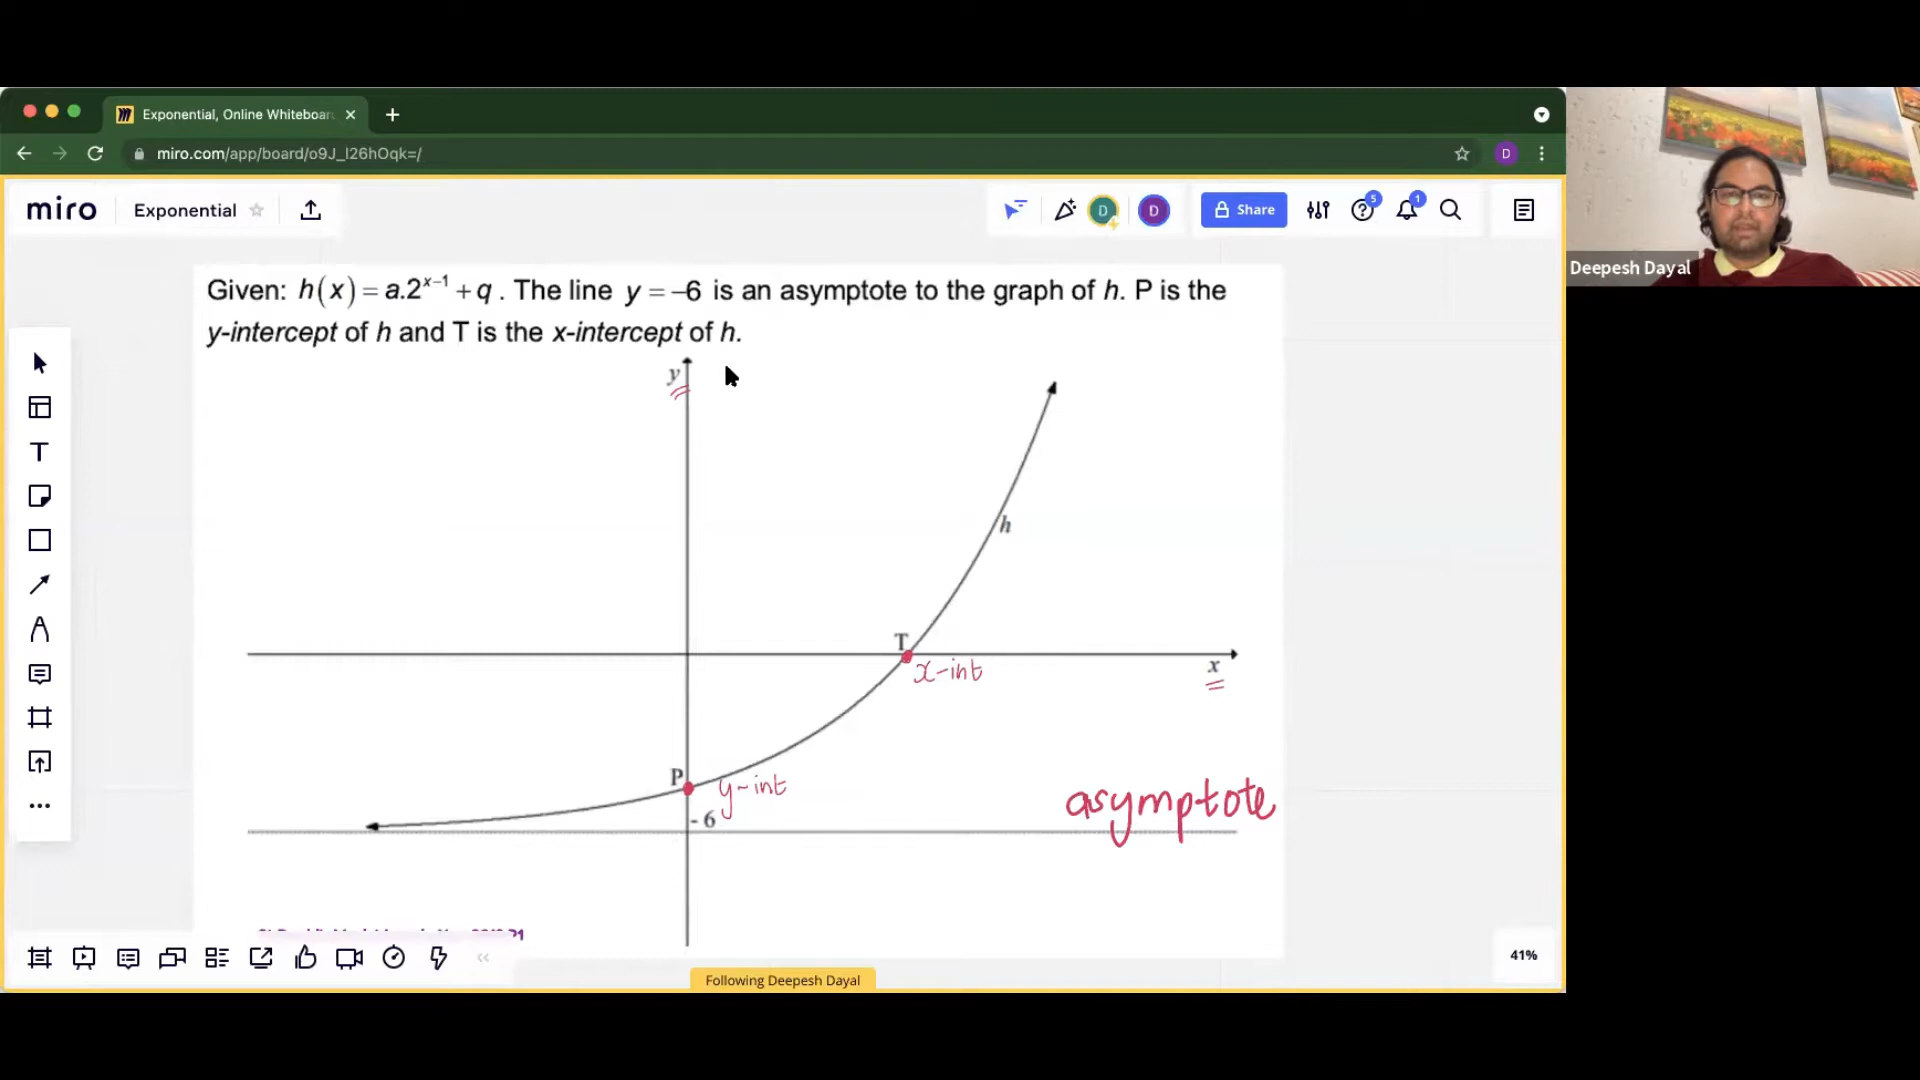 Exponential, Online Whiteboar
miro.com/app/board/o9J_l26hOqk=/
D
miro
Exponential
D
D
Share
5
1
Deepesh Dayal
Given: h(x) = a.2^{x–1} + q . The line y = –6 is an asymptote to the graph of h. P is the
y-intercept of h and T is the x-intercept of h.
y
h
T
x-int
x
P
y-int
- 6
asymptote
T
41%
Following Deepesh Dayal